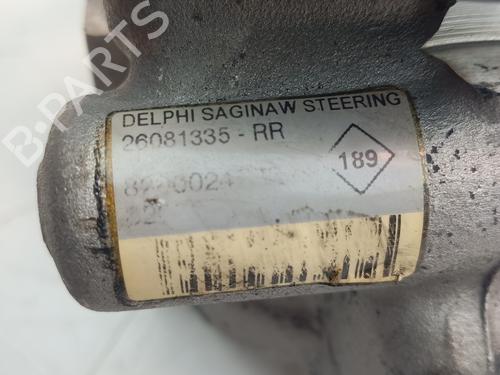 B-PARTS
DELPHI SAGINAW STEERING
26081335 - RR
189